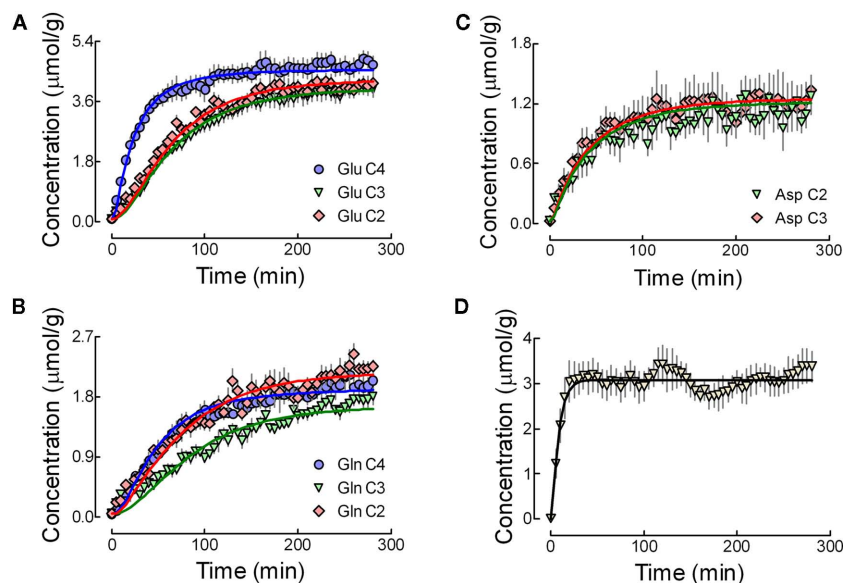 A
Concentration (μmol/g)
5.4
3.6
1.8
0.0
Glu C4
Glu C3
Glu C2
0 100 200 300
Time (min)
C
Concentration (μmol/g)
1.8
1.2
0.6
0.0
Asp C2
Asp C3
0 100 200 300
Time (min)
B
Concentration (μmol/g)
2.7
1.8
0.9
0.0
Gln C4
Gln C3
Gln C2
0 100 200 300
Time (min)
D
Concentration (μmol/g)
4
3
2
1
0
0 100 200 300
Time (min)